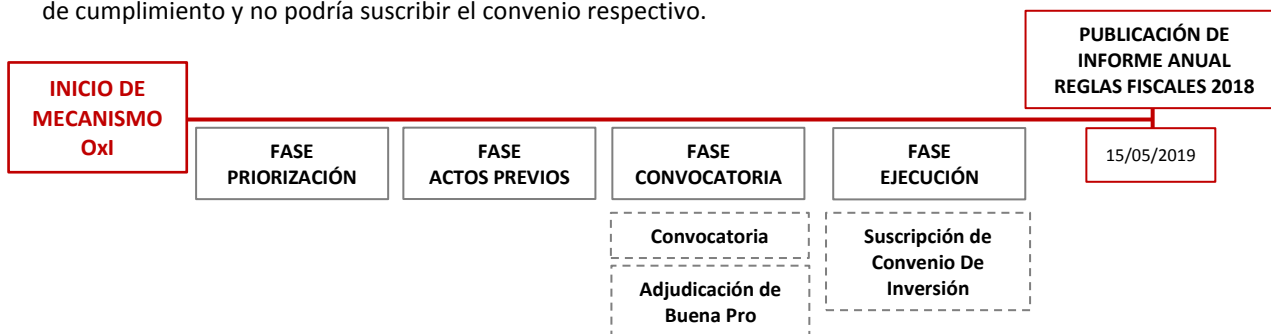 de cumplimiento y no podría suscribir el convenio respectivo.
PUBLICACIÓN DE
INFORME ANUAL
REGLAS FISCALES 2018
INICIO DE
MECANISMO
OxI
FASE
PRIORIZACIÓN
FASE
ACTOS PREVIOS
FASE
CONVOCATORIA
FASE
EJECUCIÓN
15/05/2019
Convocatoria
Adjudicación de
Buena Pro
Suscripción de
Convenio De
Inversión